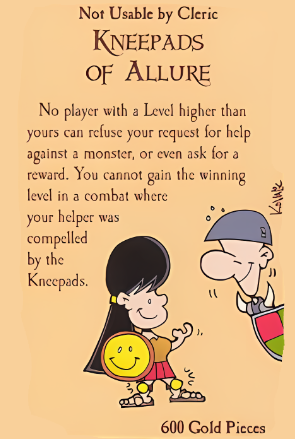 Not Usable by Cleric
KNEEPADS
OF ALLURE
No player with a Level higher than
yours can refuse your request for help
against a monster, or even ask for a
reward. You cannot gain the winning
level in a combat where
your helper was
compelled
by the
Kneepads.
Kovalic
600 Gold Pieces